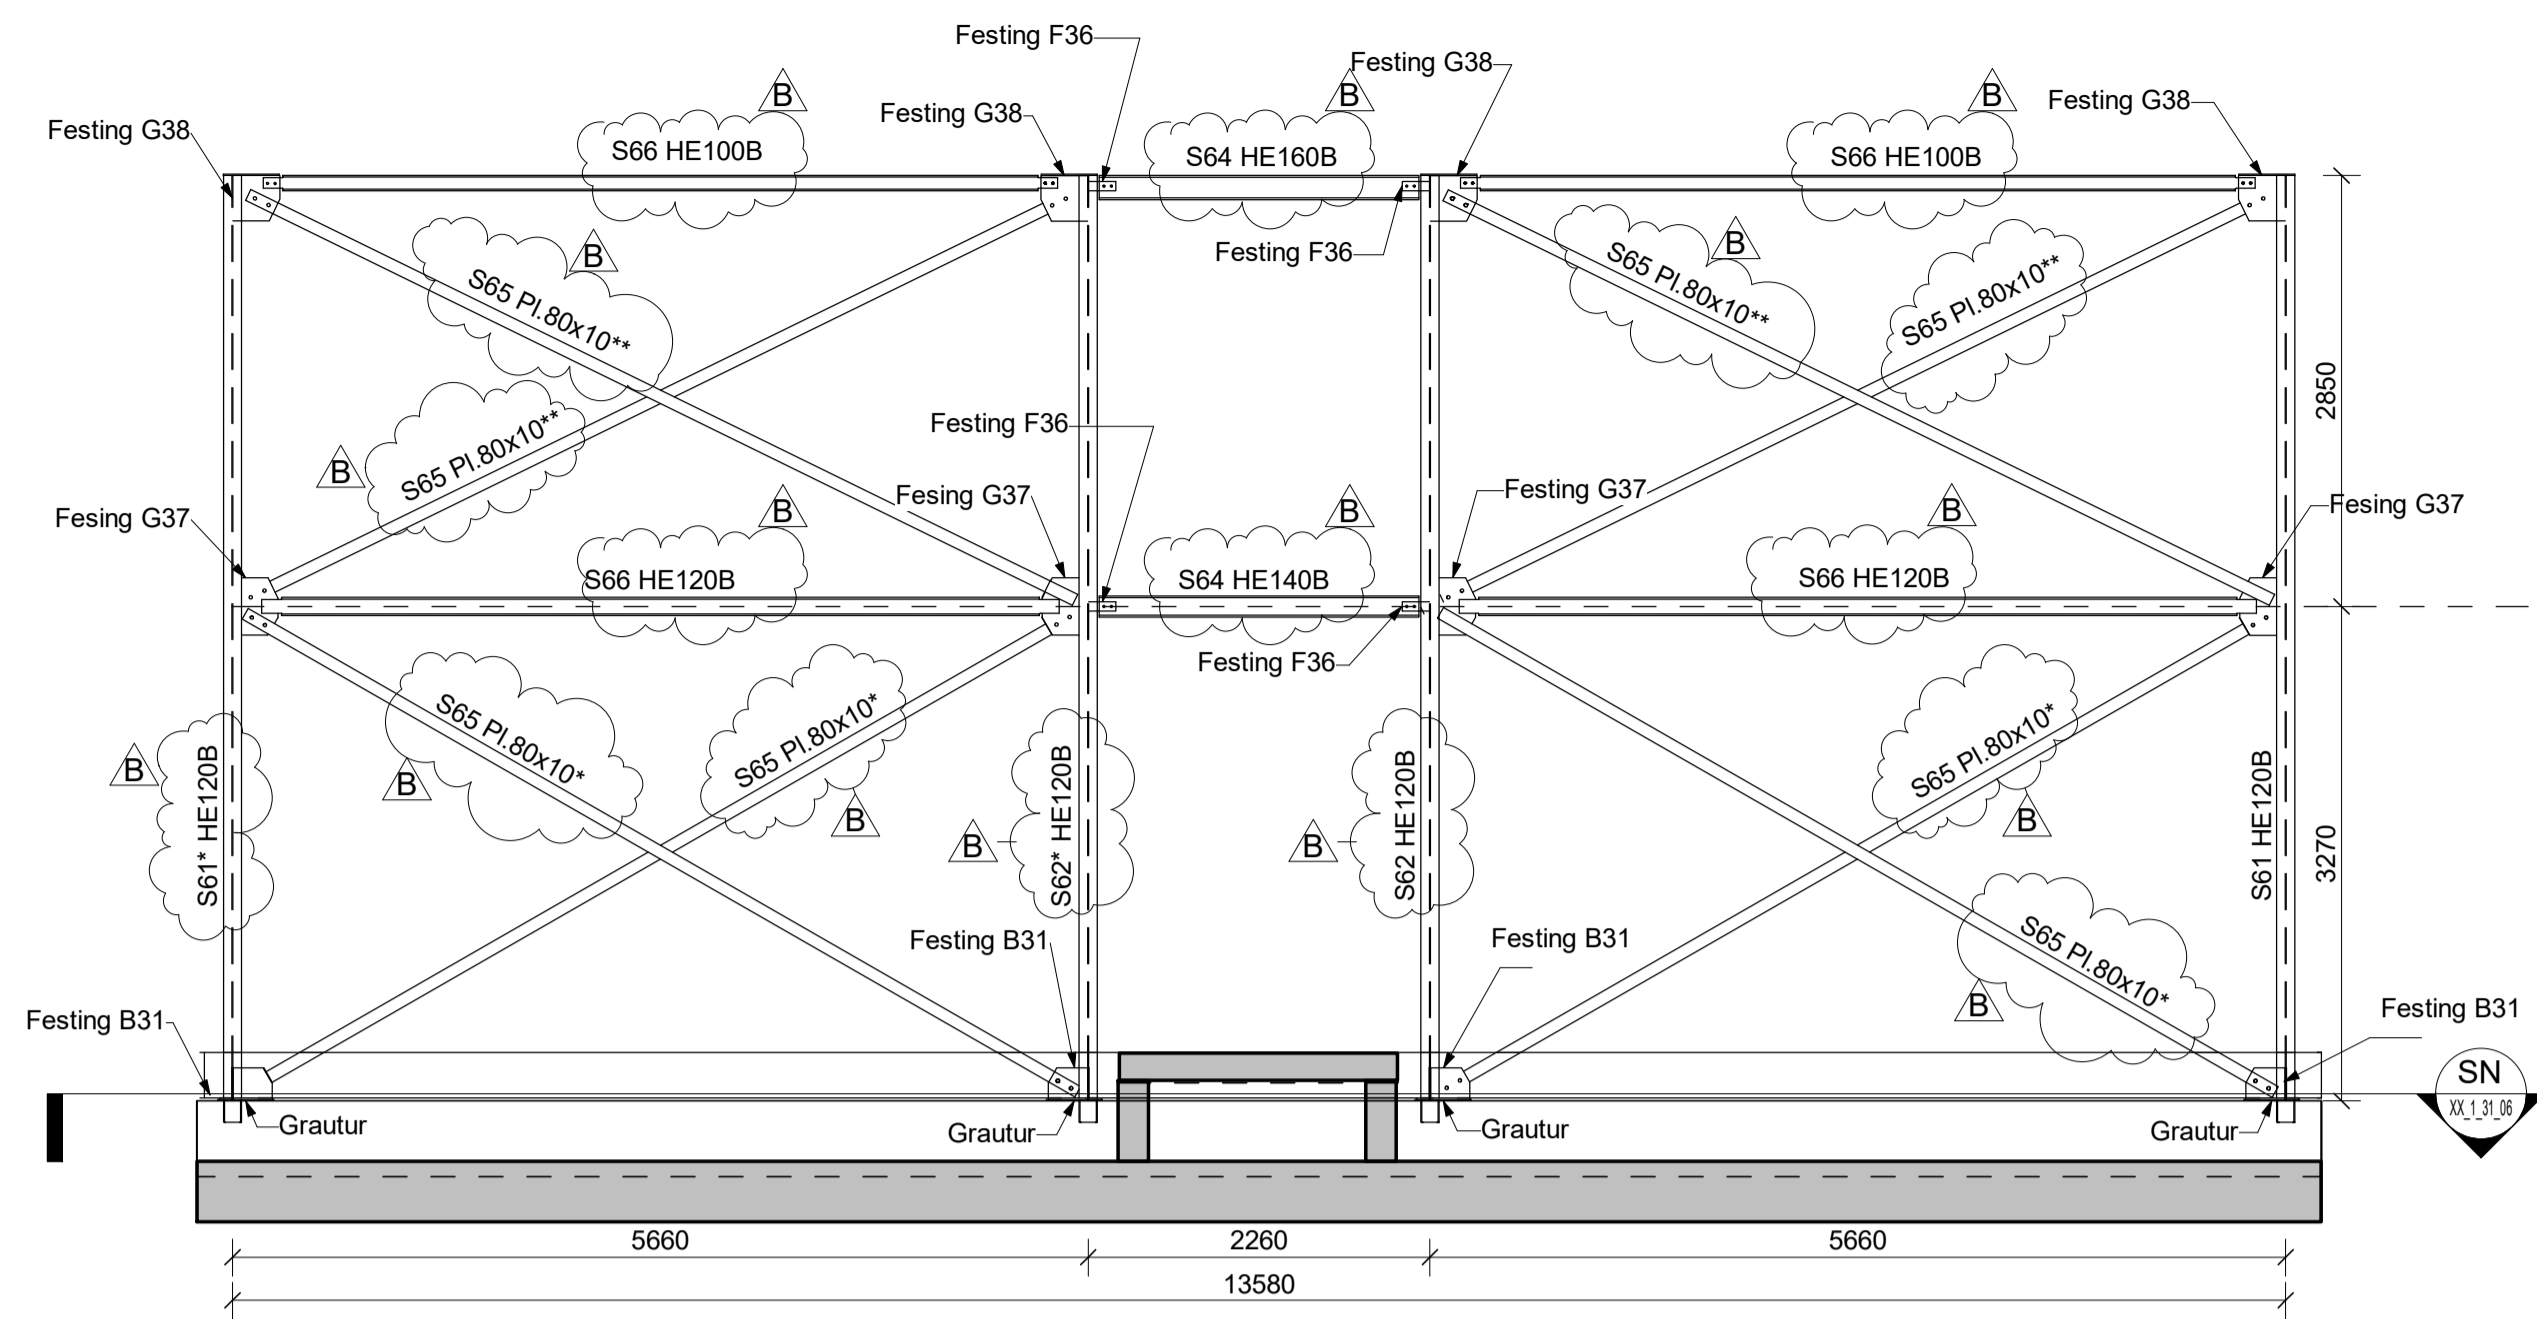 Festing F36
Festing G38
B
B
B
Festing G38
Festing G38
Festing G38
S66 HE100B
S64 HE160B
S66 HE100B
B
B
Festing F36
S65 Pl.80x10**
S65 Pl.80x10**
S65 Pl.80x10**
2850
Festing F36
S65 Pl.80x10**
B
Fesing G37
Fesing G37
Festing G37
Fesing G37
B
B
B
S66 HE120B
S64 HE140B
S66 HE120B
Festing F36
S65 Pl.80x10*
S65 Pl.80x10*
S65 Pl.80x10*
B
B
B
B
B
B
S61* HE120B
S62* HE120B
S62 HE120B
S61 HE120B
3270
Festing B31
Festing B31
S65 Pl.80x10*
B
Festing B31
Festing B31
SN
XX_1_31_06
Grautur
Grautur
Grautur
Grautur
5660
2260
5660
13580